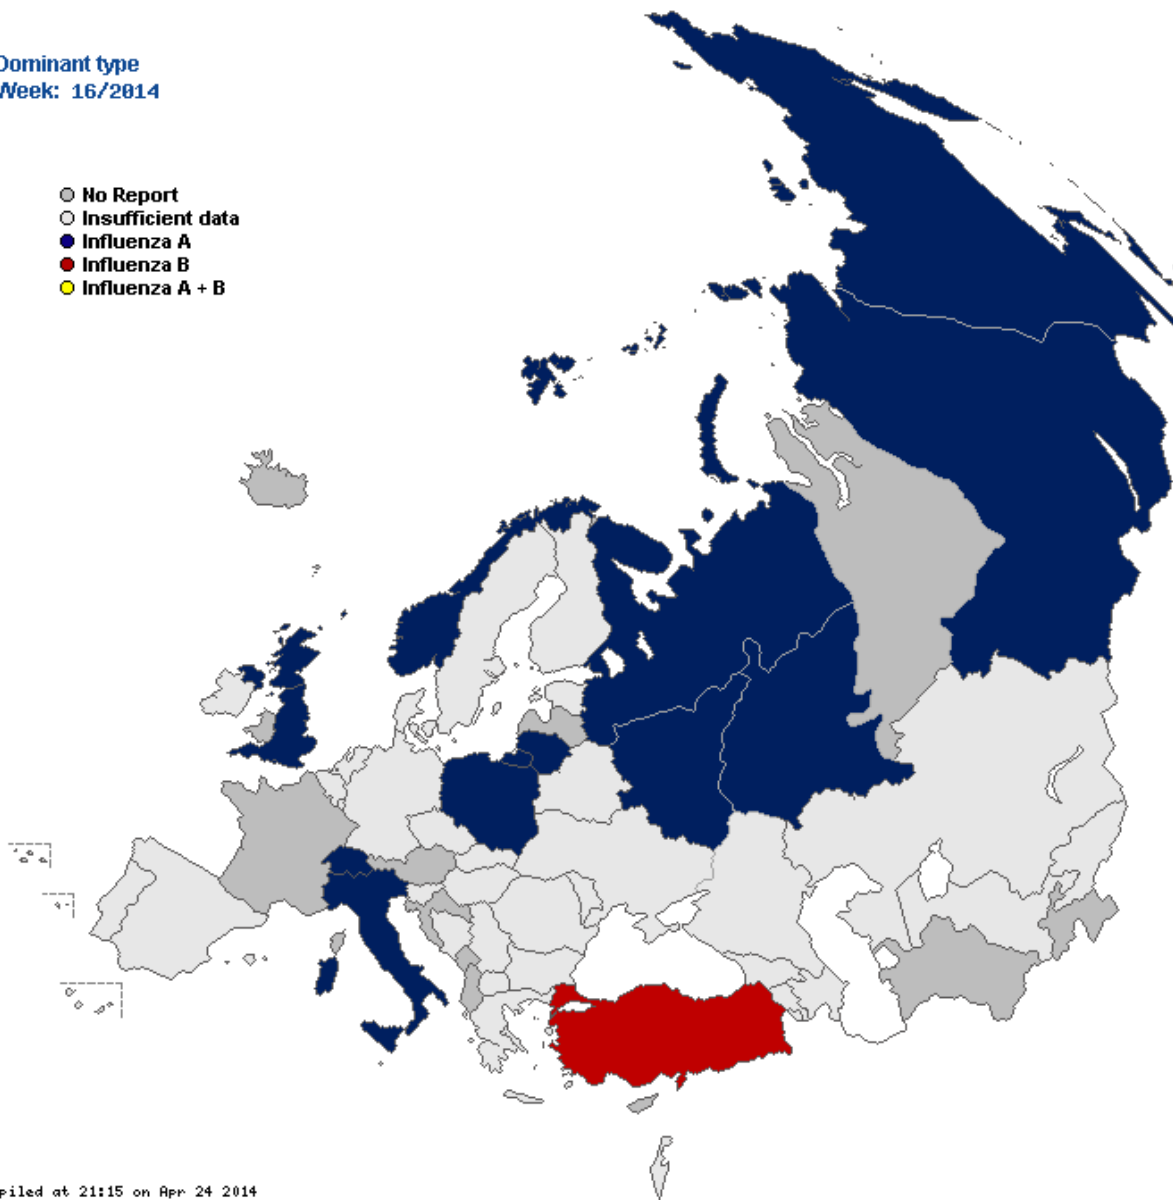 Dominant type
Week: 16/2014
No Report
Insufficient data
Influenza A
Influenza B
Influenza A + B
piled at 21:15 on Apr 24 2014